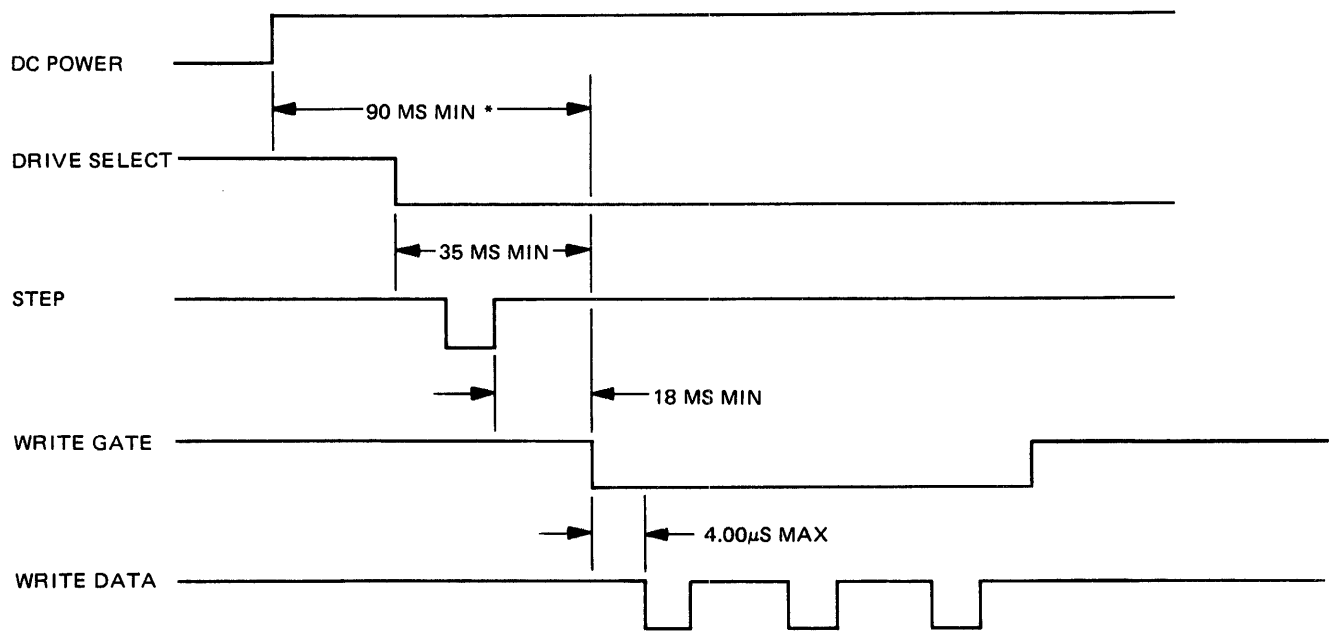 DC POWER
90 MS MIN *
DRIVE SELECT
35 MS MIN
STEP
18 MS MIN
WRITE GATE
4.00µS MAX
WRITE DATA